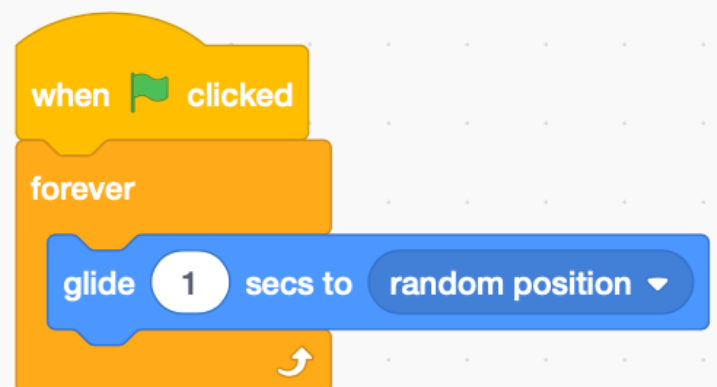 when clicked
forever
glide 1 secs to random position